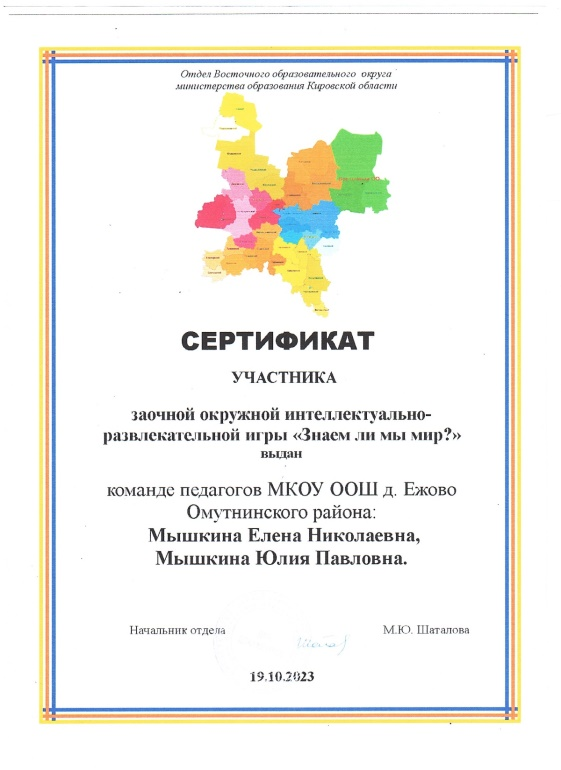 Отдел Восточного образовательного округа
министерства образования Кировской области
СЕРТИФИКАТ
УЧАСТНИКА
заочной окружной интеллектуально-
развлекательной игры «Знаем ли мы мир?»
выдан
команде педагогов МКОУ ООШ д. Ежово
Омутнинского района:
Мышкина Елена Николаевна,
Мышкина Юлия Павловна.
Начальник отдела
М.Ю. Шаталова
19.10.2023